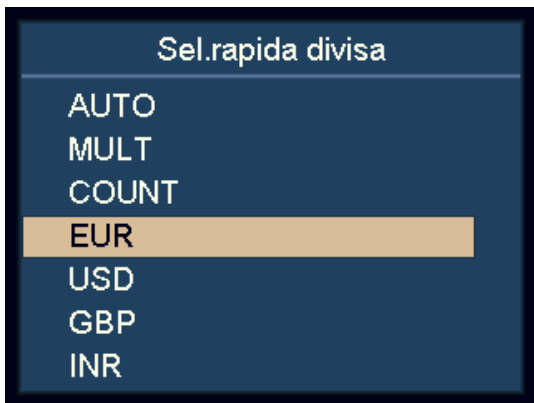 Sel.rapida divisa
AUTO
MULT
COUNT
EUR
USD
GBP
INR